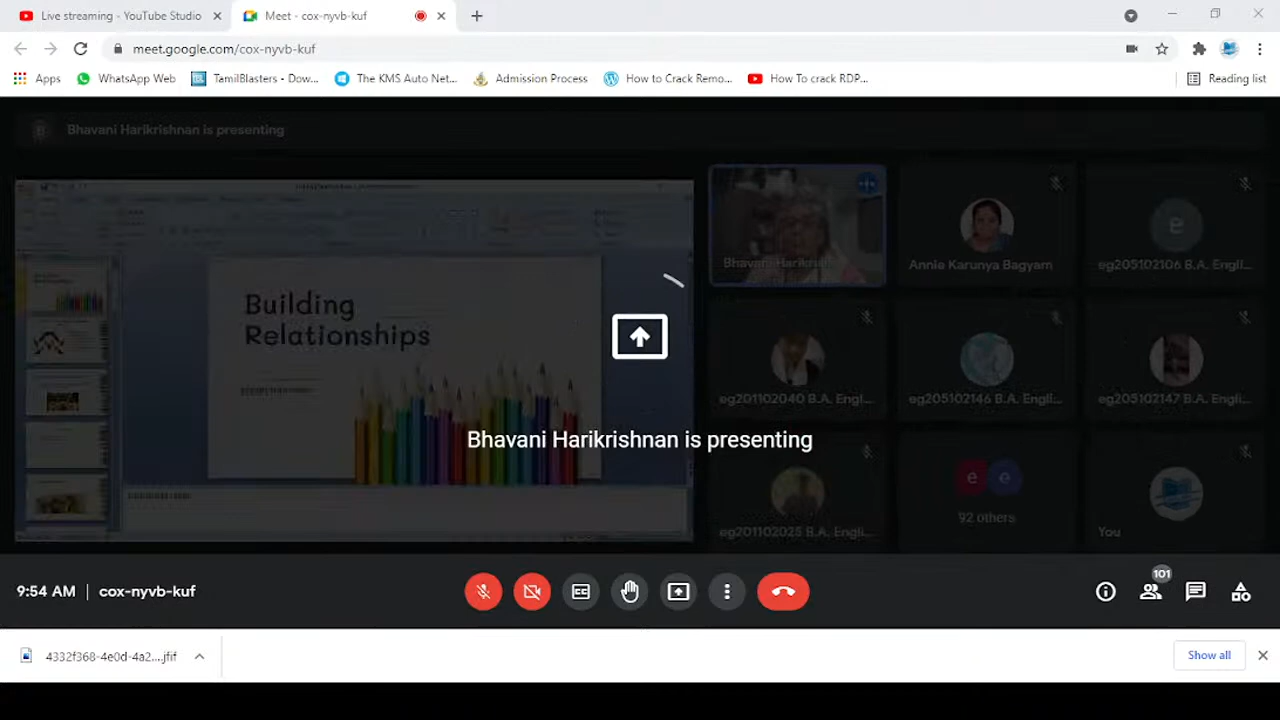 Live streaming - YouTube Studio
Meet - cox-nyvb-kuf
meet.google.com/cox-nyvb-kuf
Apps
WhatsApp Web
TamilBlasters - Dow...
The KMS Auto Net...
Admission Process
How to Crack Remo...
How To crack RDP...
Reading list
B
Bhavani Harikrishnan is presenting
Building
Relationships
Bhavani Harikrishnan is presenting
Annie Karunya Bagyam
e
eg205102106 B.A. Engli...
eg201102040 B.A. Engli...
eg205102146 B.A. Engli...
eg205102147 B.A. Engli...
eg201102025 B.A. Engli...
e e
92 others
You
9:54 AM | cox-nyvb-kuf
CC
101
4332f368-4e0d-4a2....jfif
Show all